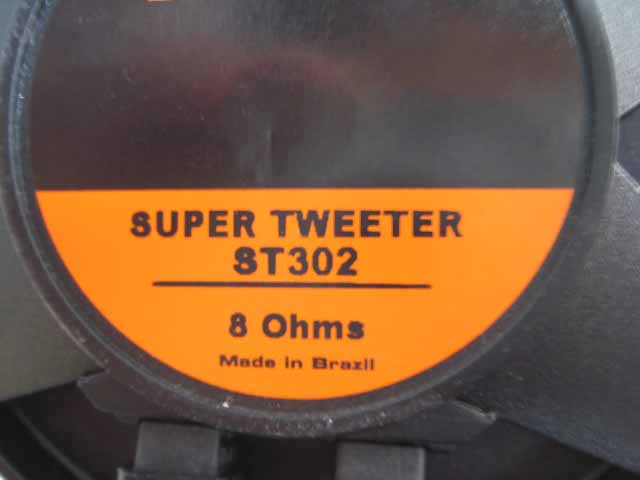 SUPER TWEETER
ST302
8 Ohms
Made in Brazil